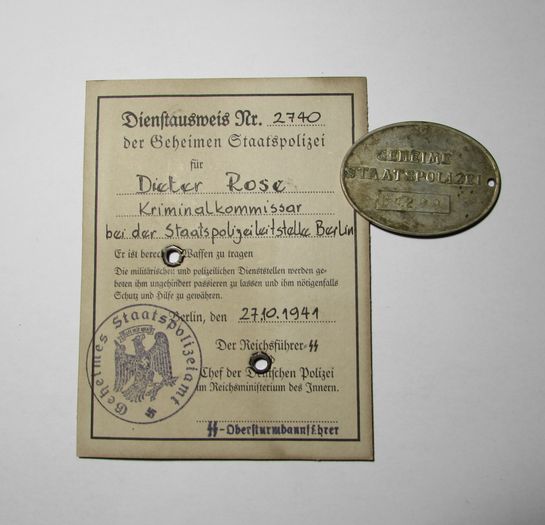 Dienstausweis Nr. 2740
der Geheimen Staatspolizei
für
Dieter Rose
Kriminalkommissar
bei der Staatspolizeileitstelle Berlin
Er ist berech Waffen zu tragen
Die militärischen und polizeilichen Dienststellen werden ge-
beten ihm ungehindert passieren zu lassen und ihm nötigenfalls
Schutz und Hilfe zu gewähren.
Berlin, den 27.10.1941
Der Reichsführer-SS
Chef der Deutschen Polizei
im Reichsministerium des Innern.
Geheimes Staatspolizeiamt
SS-Obersturmbannführer
GEHEIME
STAATSPOLIZEI